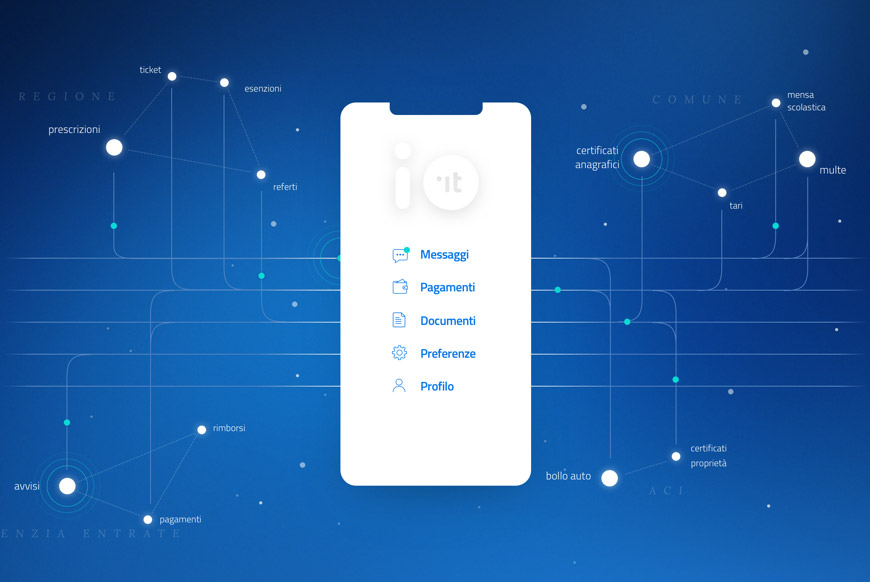 REGIONE
ticket
esenzioni
prescrizioni
referti
COMUNE
mensa
scolastica
certificati
anagrafici
multe
tari
io
.it
Messaggi
Pagamenti
Documenti
Preferenze
Profilo
rimborsi
avvisi
pagamenti
ENZIA ENTRATE
certificati
proprietà
bollo auto
ACI